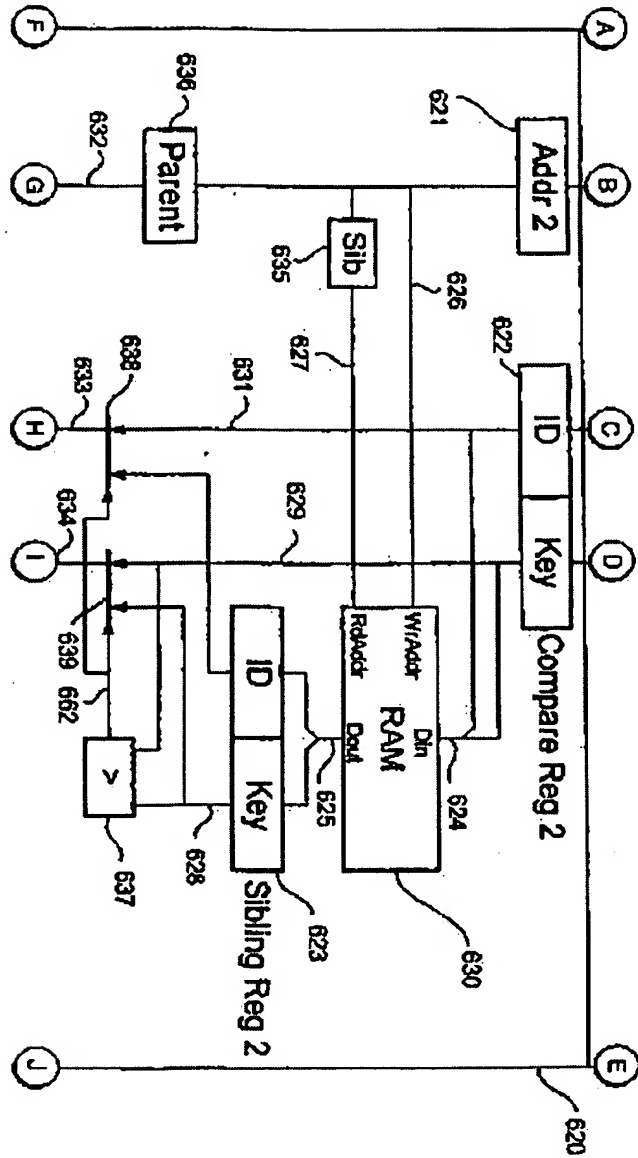 A
B
C
D
E
621
Addr 2
622
ID
Key
Compare Reg 2
620
626
624
Din
WrAddr
RAM
RdAddr
Dout
630
Sib
635
627
625
636
Parent
638
631
629
ID
Key
Sibling Reg 2
623
628
632
633
634
639
662
>
637
F
G
H
I
J